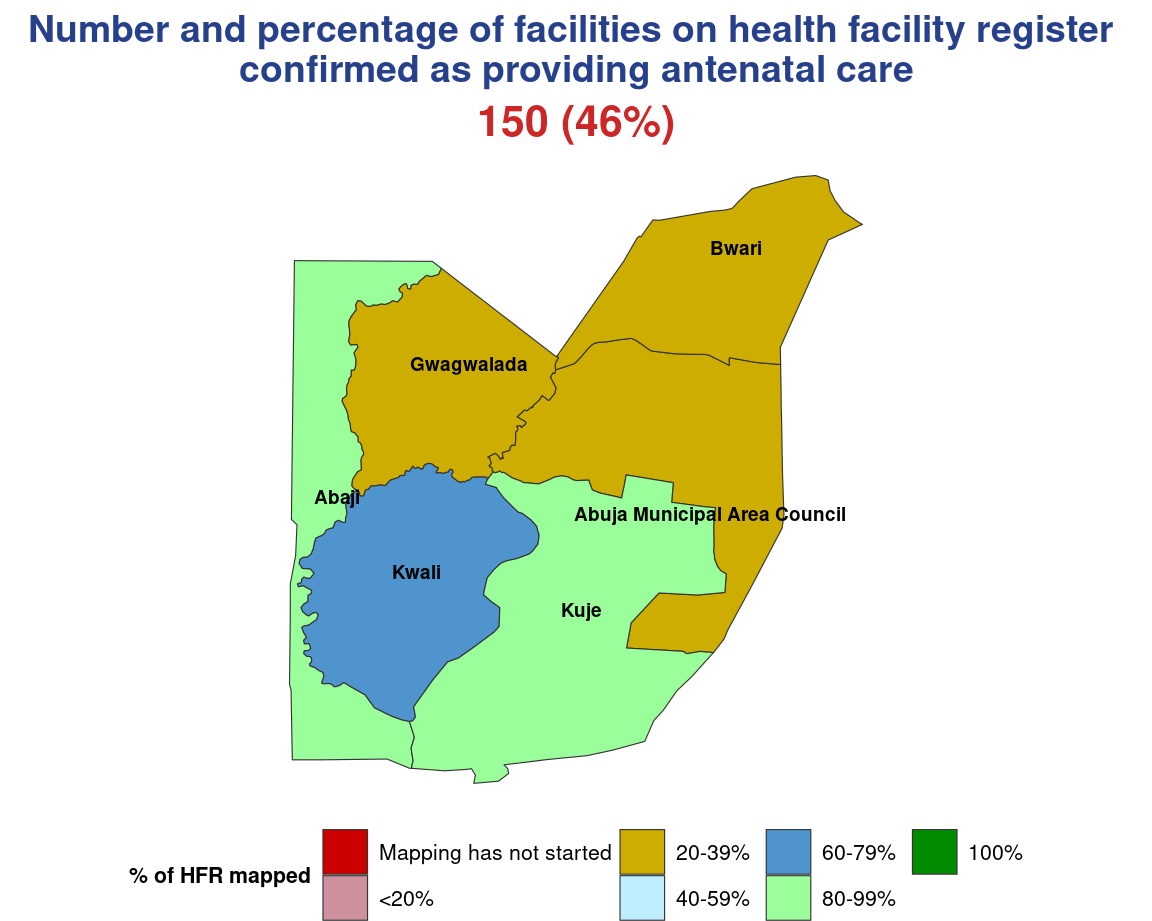 Number and percentage of facilities on health facility register
confirmed as providing antenatal care
150 (46%)
Bwari
Gwagwalada
Abaji
Abuja Municipal Area Council
Kwali
Kuje
% of HFR mapped
Mapping has not started
<20%
20-39%
40-59%
60-79%
80-99%
100%